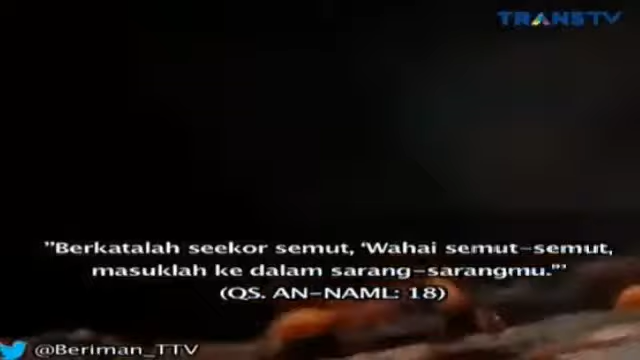 TRANSTV
"Berkatalah seekor semut, 'Wahai semut-semut,
masuklah ke dalam sarang-sarangmu.'"
(QS. AN-NAML: 18)
@Beriman_TTV